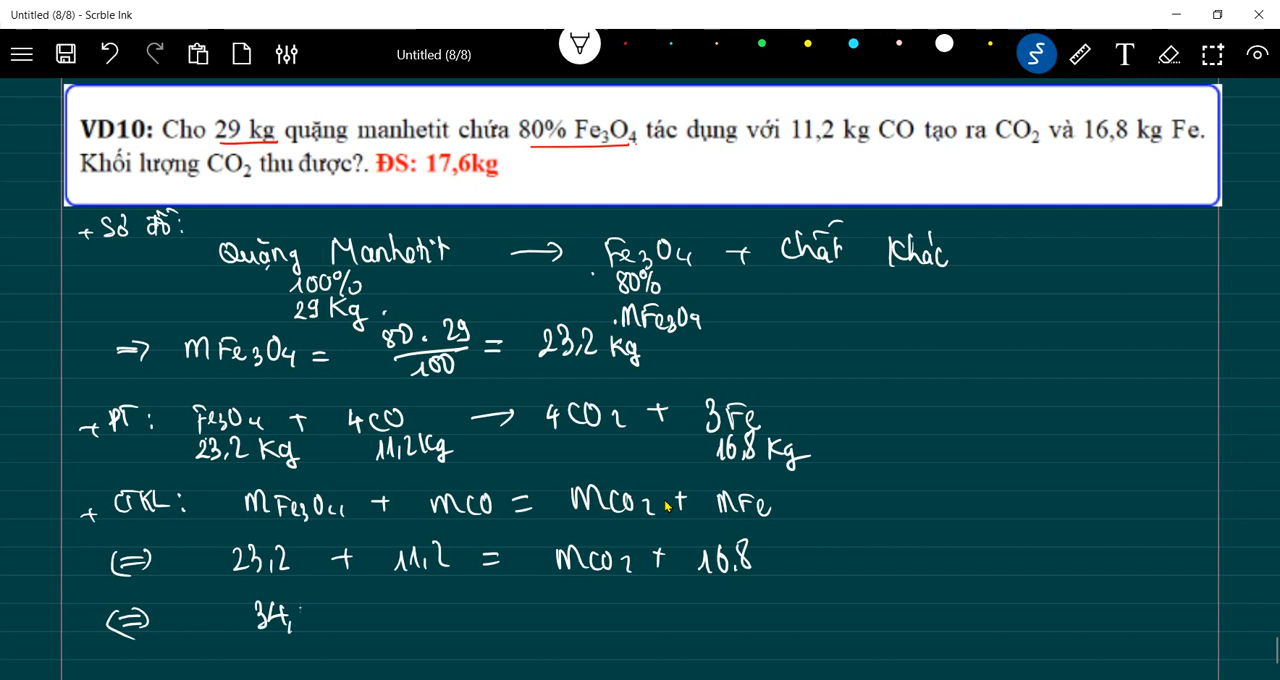 Untitled (8/8) - Scrble Ink
Untitled (8/8)
VD10: Cho 29 kg quặng manhetit chứa 80% Fe₃O₄ tác dụng với 11,2 kg CO tạo ra CO₂ và 16,8 kg Fe.
Khối lượng CO₂ thu được?. ĐS: 17,6kg
+ Sơ đồ:
Quặng Manhetit → Fe₃O₄ + Chất Khác
100% 80%
29 Kg mFe₃O₄
⇒ mFe₃O₄ = 80 . 29 / 100 = 23,2 kg
+ PT: Fe₃O₄ + 4CO → 4CO₂ + 3Fe
23,2 Kg 11,2 Kg 16,8 Kg
+ ĐTKL: mFe₃O₄ + mCO = mCO₂ + mFe
(⇒) 23,2 + 11,2 = mCO₂ + 16,8
(⇒) 34,